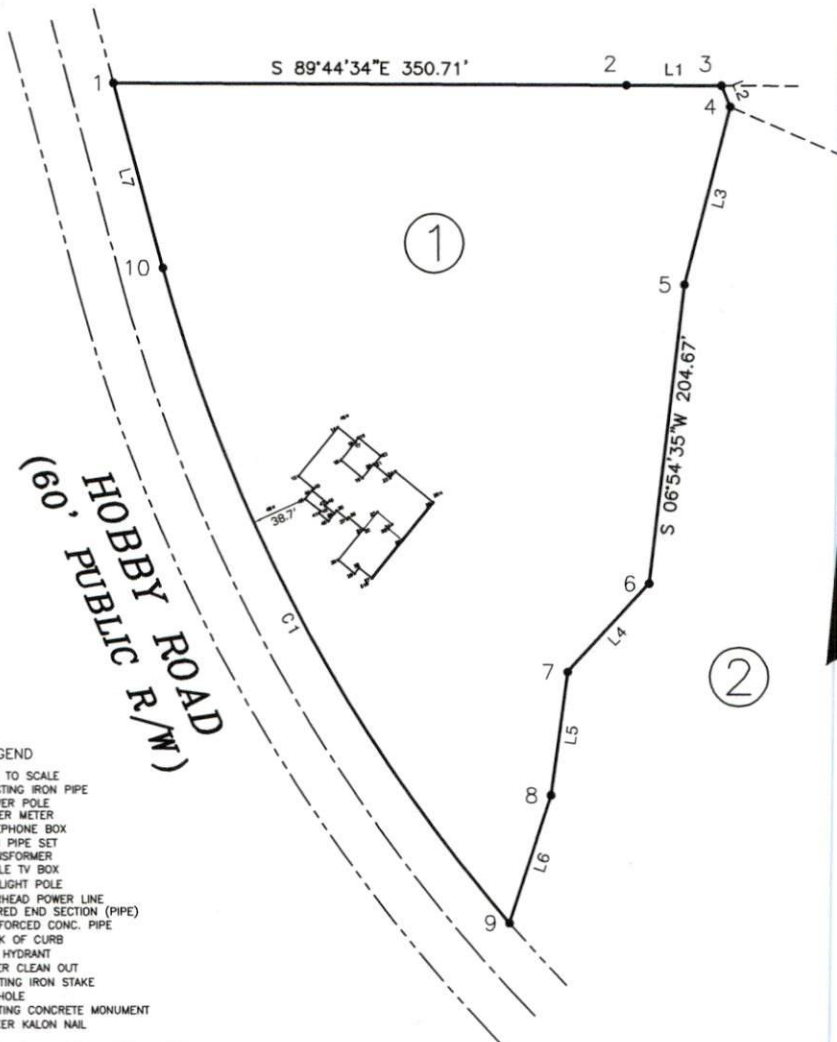 S 89°44'34"E 350.71'
1
2
L1
3
L2
4
L7
L3
1
10
5
S 06°54'35"W 204.67'
38.7'
HOBBY ROAD
(60' PUBLIC R/W)
C1
6
L4
7
2
L5
8
L6
9
GEND
TO SCALE
TING IRON PIPE
ER POLE
ER METER
EPHONE BOX
PIPE SET
NSFORMER
LE TV BOX
LIGHT POLE
RHEAD POWER LINE
RED END SECTION (PIPE)
FORCED CONC. PIPE
K OF CURB
HYDRANT
ER CLEAN OUT
TING IRON STAKE
HOLE
TING CONCRETE MONUMENT
ER KALON NAIL